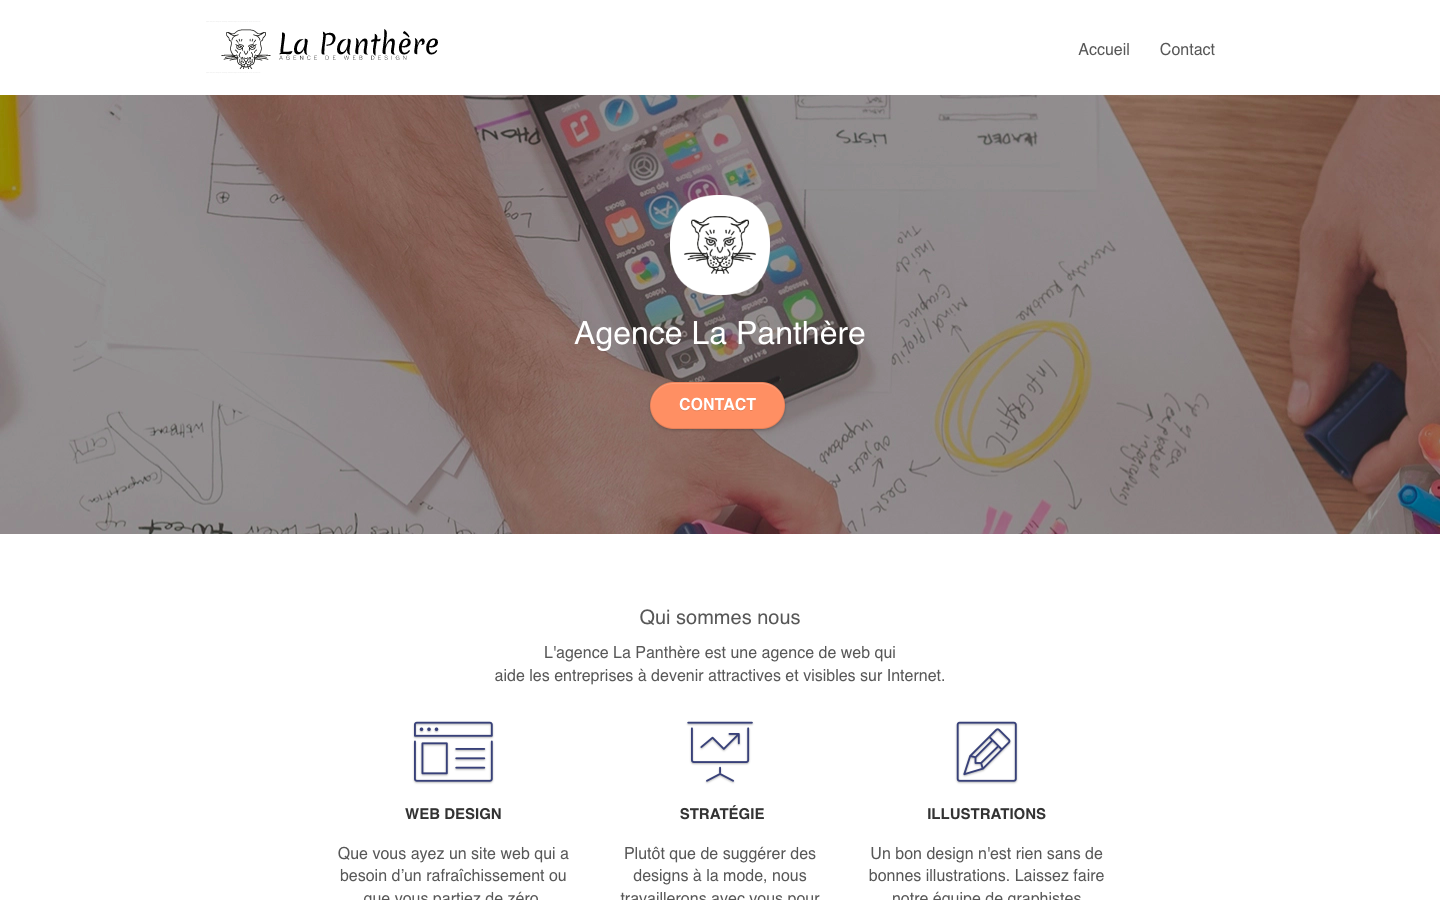 La Panthère
AGENCE DE WEB DESIGN
Accueil
Contact
PHON
LISTS
HEADER
Agence La Panthère
CONTACT
INFOGRAPHIC
Qui sommes nous
L'agence La Panthère est une agence de web qui
aide les entreprises à devenir attractives et visibles sur Internet.
WEB DESIGN
STRATÉGIE
ILLUSTRATIONS
Que vous ayez un site web qui a
besoin d’un rafraîchissement ou
que vous partiez de zéro
Plutôt que de suggérer des
designs à la mode, nous
travaillerons avec vous pour
Un bon design n'est rien sans de
bonnes illustrations. Laissez faire
notre équipe de graphistes